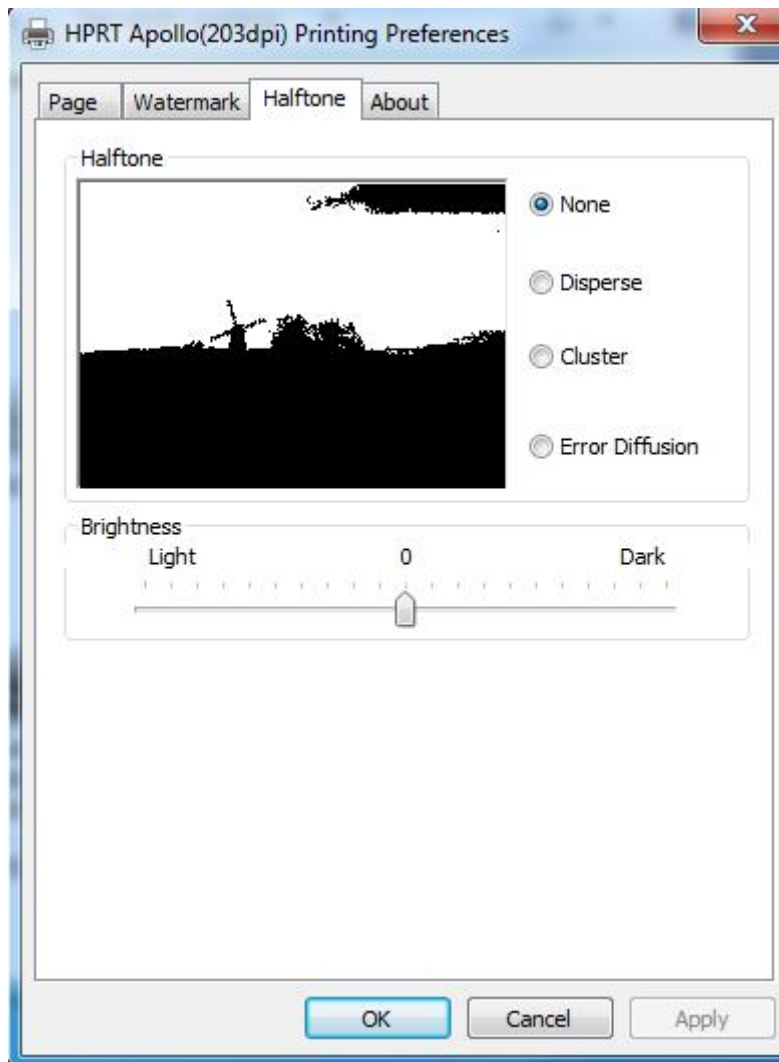 HPRT Apollo(203dpi) Printing Preferences
Page Watermark Halftone About
Halftone
None
Disperse
Cluster
Error Diffusion
Brightness
Light 0 Dark
OK Cancel Apply